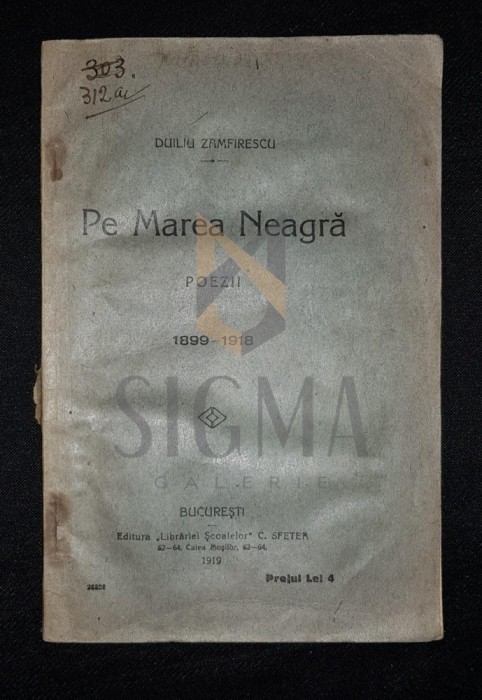 303.
312 a
DUILIU ZAMFIRESCU
Pe Marea Neagră
POEZII
1899-1918
SIGMA
GALERIE
BUCUREȘTI
Editura „Librăriei Școalelor" C. SFETEA
62—64, Calea Moșilor, 62—64.
1919
Prețul Lei 4